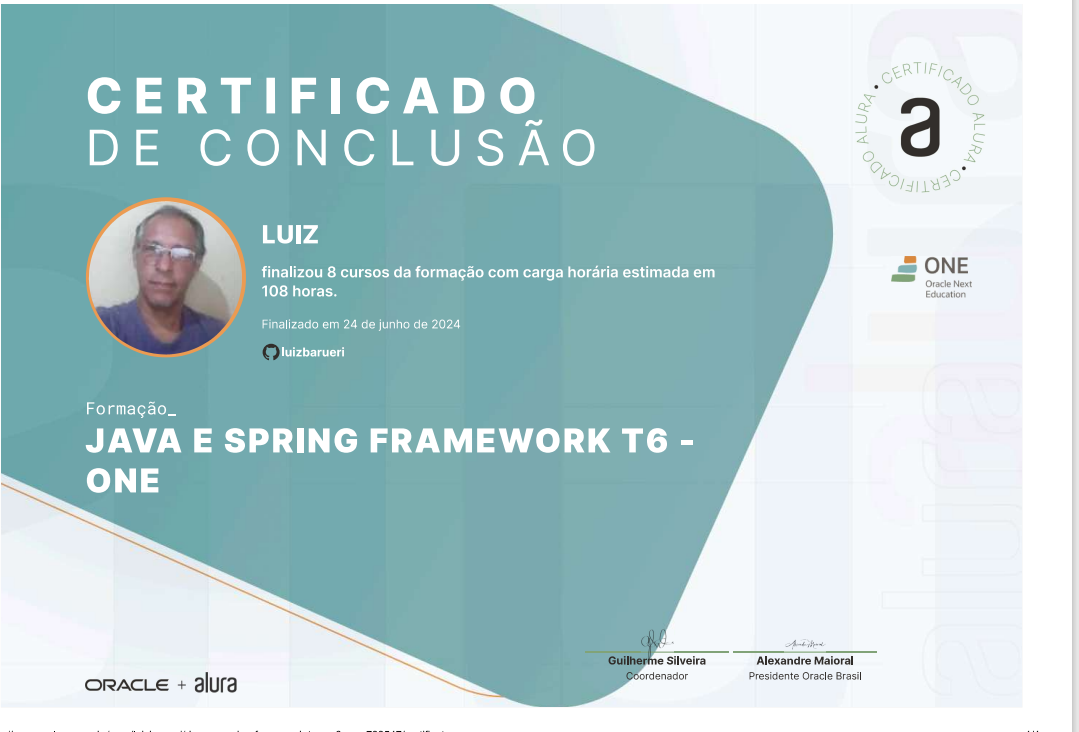 CERTIFICADO
DE CONCLUSÃO
CERTIFICADO ALURA • CERTIFICADO ALURA •
a
LUIZ
finalizou 8 cursos da formação com carga horária estimada em
108 horas.
Finalizado em 24 de junho de 2024
luizbarueri
ONE
Oracle Next
Education
Formação_
JAVA E SPRING FRAMEWORK T6 -
ONE
Guilherme Silveira
Coordenador
Alexandre Maioral
Presidente Oracle Brasil
ORACLE + alura
alura